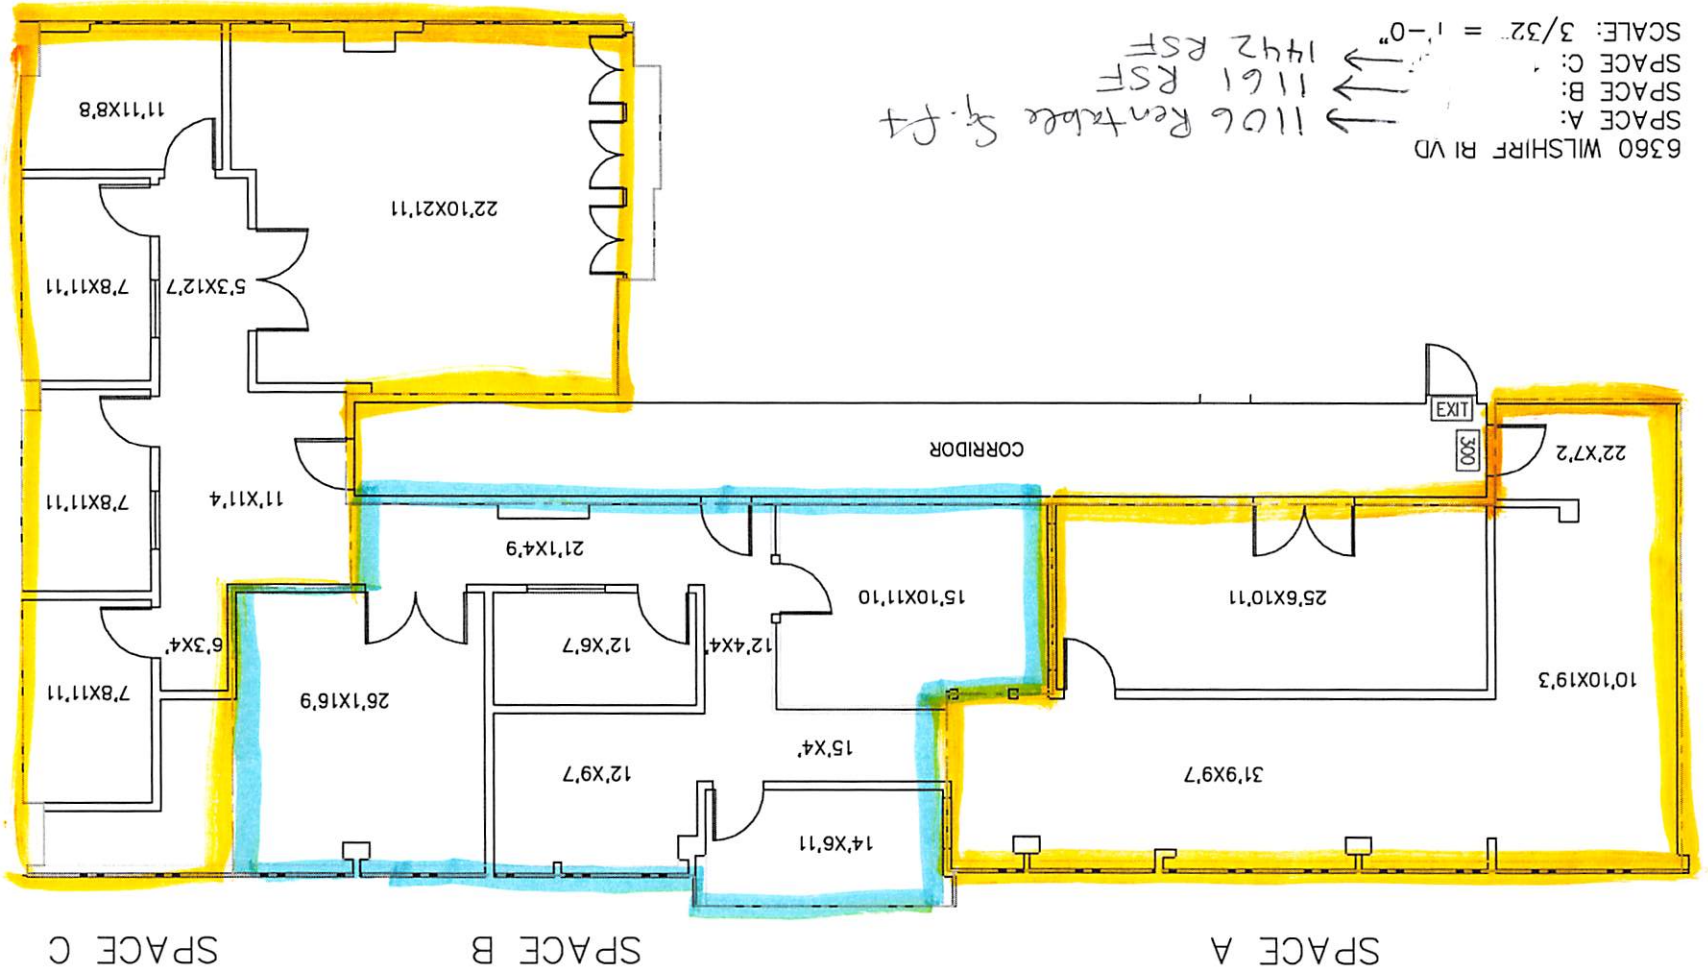 SPACE A
SPACE B
SPACE C
14'X6'11
31'9X9'7
12'X9'7
15'X4'
10'10X19'3
26'1X16'9
7'8X11'11
12'4X4'
12'X6'7
6'3X4'
25'6X10'11
15'10X11'10
21'1X4'9
11'X11'4
7'8X11'11
22'X7'2
300
CORRIDOR
EXIT
5'3X12'7
7'8X11'11
22'10X21'11
11'11X8'8
6360 WILSHIRE BLVD
SPACE A: → 1106 Rentable Sq. ft
SPACE B: → 1161 RSF
SPACE C: → 1442 RSF
SCALE: 3/32" = 1'-0"